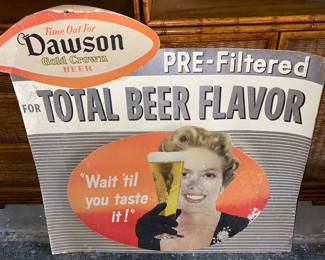 Time Out For
Dawson
Gold Crown
BEER
PRE-Filtered
FOR TOTAL BEER FLAVOR
"Wait 'til
you taste
it!"